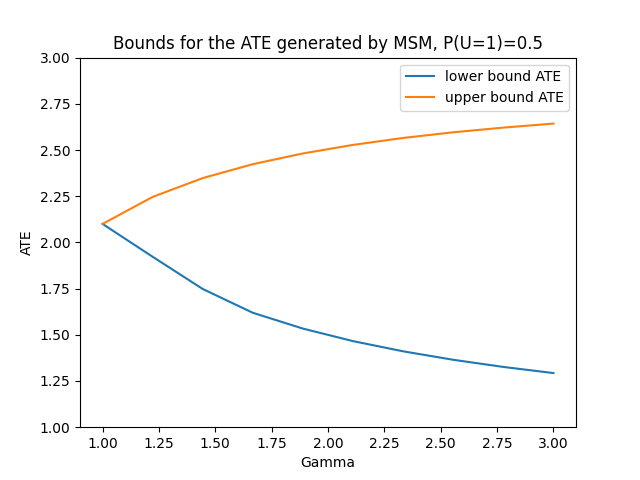 Bounds for the ATE generated by MSM, P(U=1)=0.5
lower bound ATE
upper bound ATE
3.00
2.75
2.50
2.25
2.00
1.75
1.50
1.25
1.00
ATE
1.00 1.25 1.50 1.75 2.00 2.25 2.50 2.75 3.00
Gamma